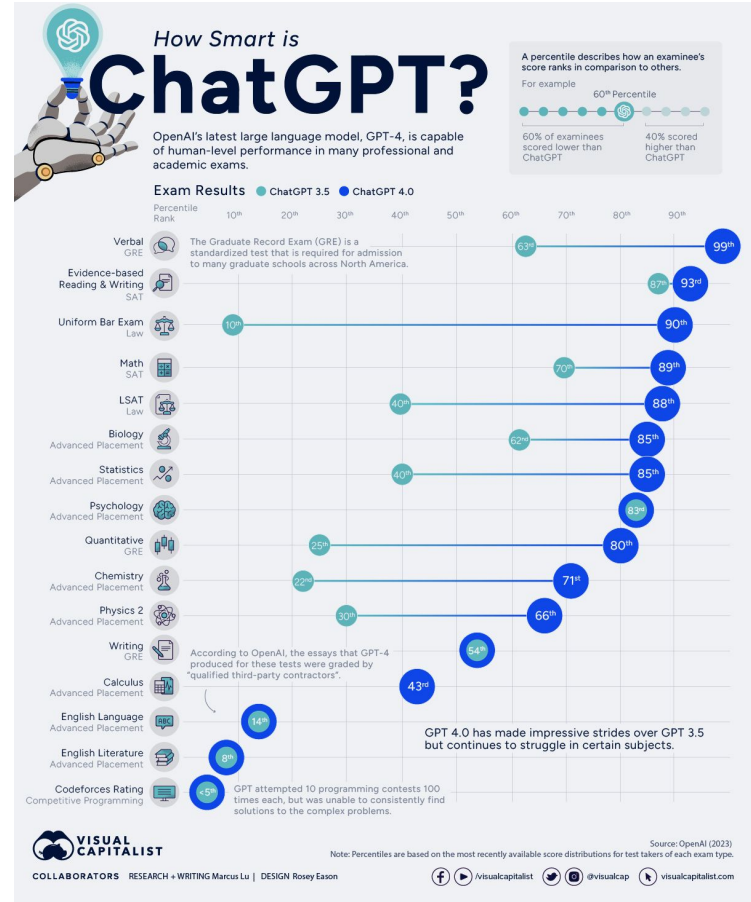 How Smart is
ChatGPT?
OpenAI's latest large language model, GPT-4, is capable
of human-level performance in many professional and
academic exams.
A percentile describes how an examinee's
score ranks in comparison to others.
For example
60th Percentile
60% of examinees
scored lower than
ChatGPT
40% scored
higher than
ChatGPT
Exam Results ChatGPT 3.5 ChatGPT 4.0
Percentile
Rank
10th 20th 30th 40th 50th 60th 70th 80th 90th
Verbal
GRE
The Graduate Record Exam (GRE) is a
standardized test that is required for admission
to many graduate schools across North America.
63rd 99th
Evidence-based
Reading & Writing
SAT
87th 93rd
Uniform Bar Exam
Law
10th 90th
Math
SAT
70th 89th
LSAT
Law
40th 88th
Biology
Advanced Placement
62nd 85th
Statistics
Advanced Placement
40th 85th
Psychology
Advanced Placement
83rd
Quantitative
GRE
25th 80th
Chemistry
Advanced Placement
22nd 71st
Physics 2
Advanced Placement
30th 66th
Writing
GRE
54th
According to OpenAI, the essays that GPT-4
produced for these tests were graded by
"qualified third-party contractors".
Calculus
Advanced Placement
43rd
English Language
Advanced Placement
ABC
14th
GPT 4.0 has made impressive strides over GPT 3.5
but continues to struggle in certain subjects.
English Literature
Advanced Placement
8th
Codeforces Rating
Competitive Programming
<5th
GPT attempted 10 programming contests 100
times each, but was unable to consistently find
solutions to the complex problems.
VISUAL
CAPITALIST
Source: OpenAI (2023)
Note: Percentiles are based on the most recently available score distributions for test takers of each exam type.
COLLABORATORS RESEARCH + WRITING Marcus Lu | DESIGN Rosey Eason
/visualcapitalist @visualcap visualcapitalist.com